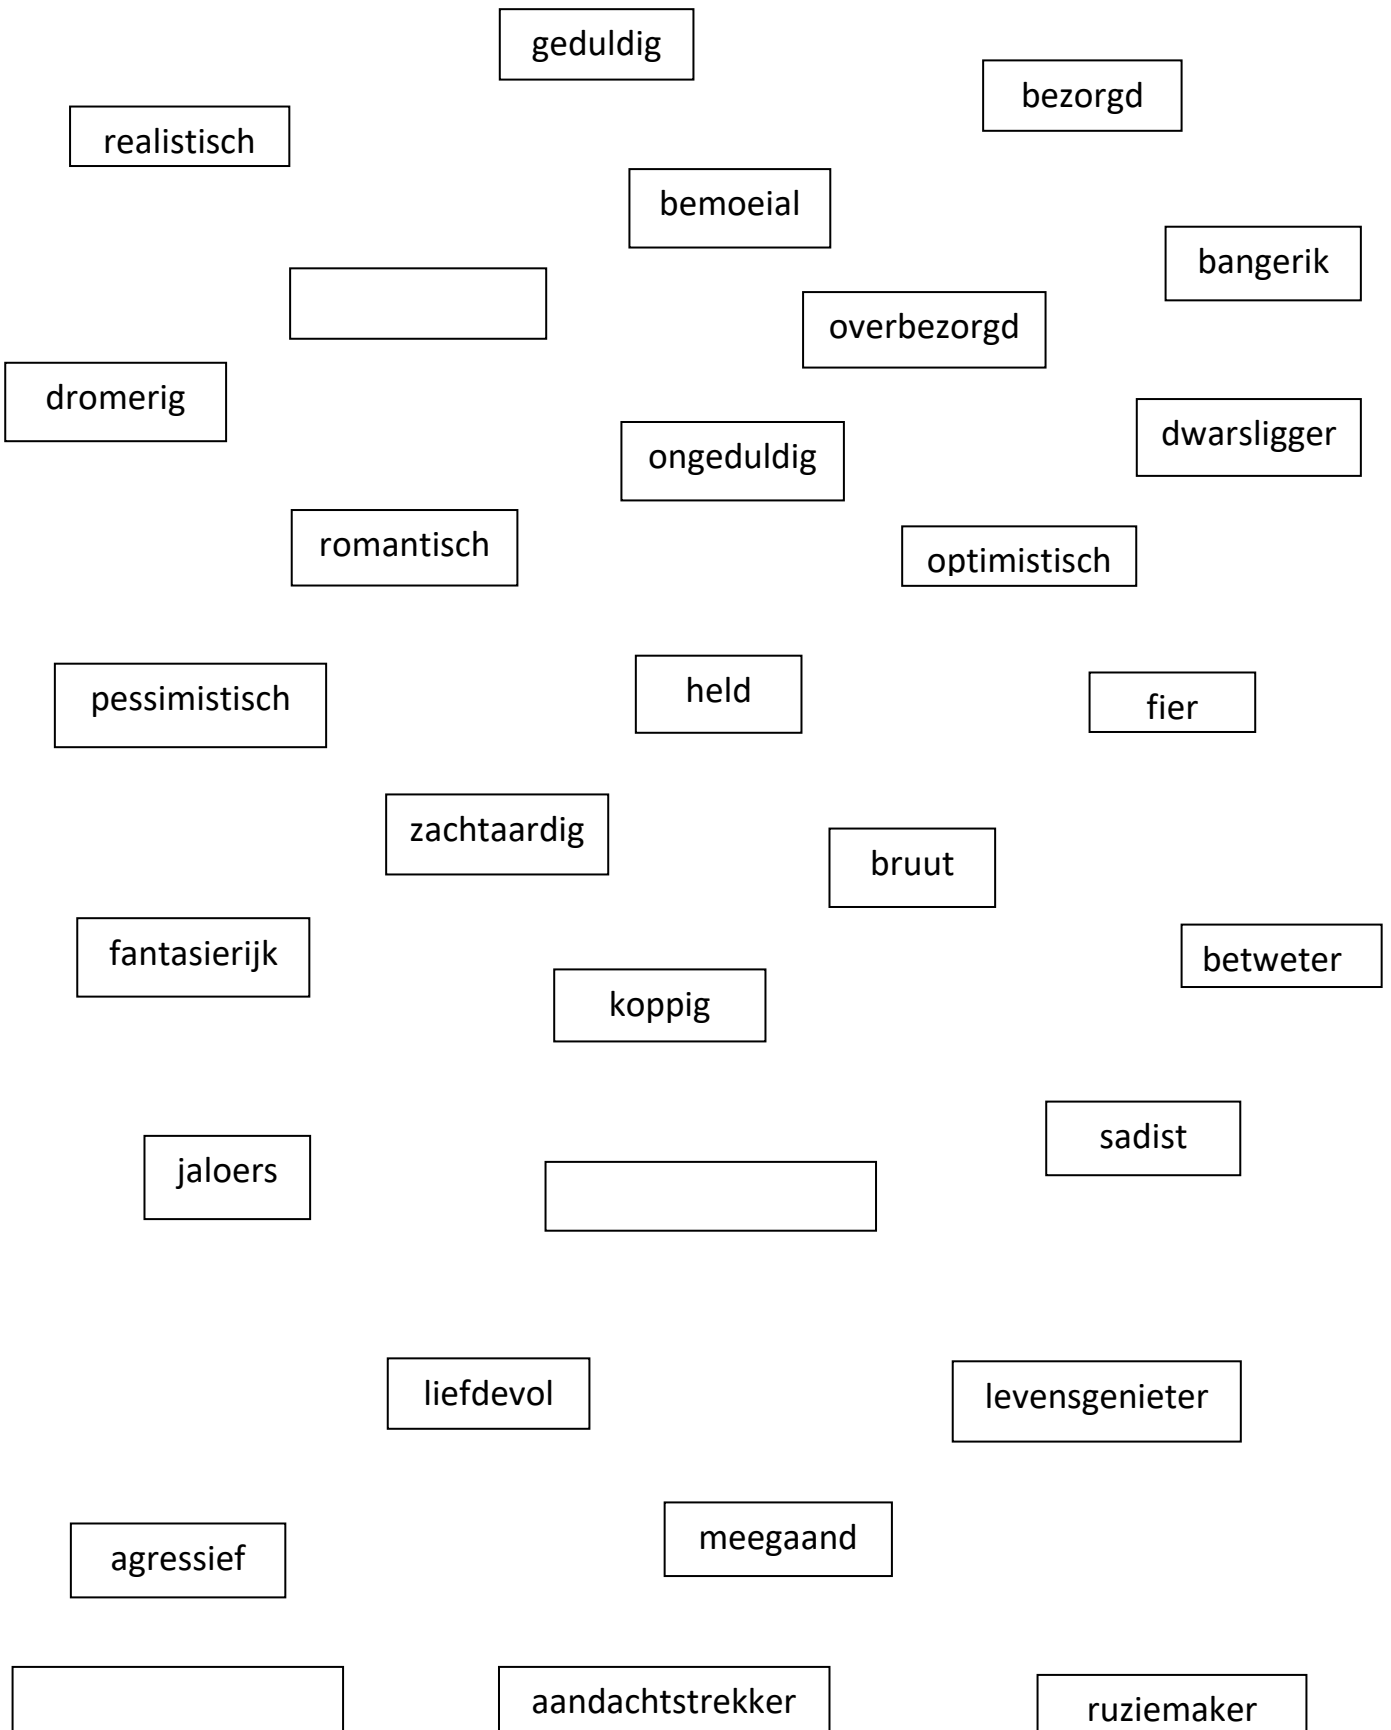 geduldig
bezorgd
realistisch
bemoeial
bangerik
overbezorgd
dromerig
dwarsligger
ongeduldig
romantisch
optimistisch
pessimistisch
held
fier
zachtaardig
bruut
fantasierijk
betweter
koppig
sadist
jaloers
liefdevol
levensgenieter
meegaand
agressief
aandachtstrekker
ruziemaker